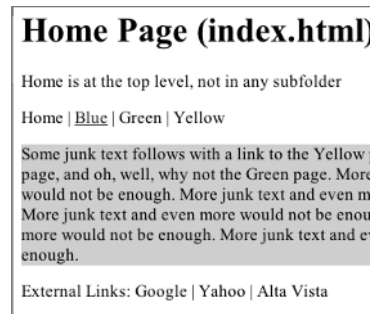 Home Page (index.html)
Home is at the top level, not in any subfolder
Home | Blue | Green | Yellow
Some junk text follows with a link to the Yellow
page, and oh, well, why not the Green page. More
would not be enough. More junk text and even m
More junk text and even more would not be enou
more would not be enough. More junk text and ev
enough.
External Links: Google | Yahoo | Alta Vista